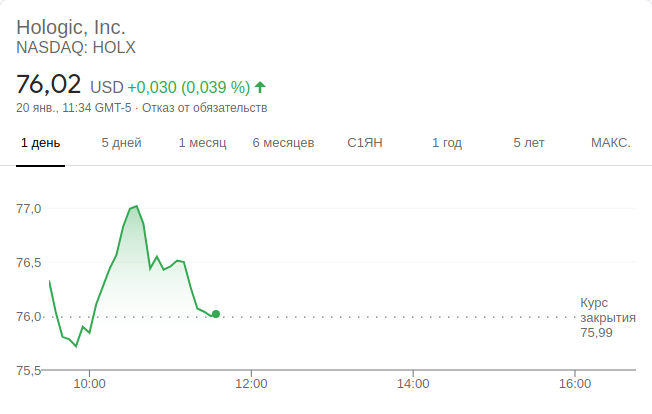 Hologic, Inc.
NASDAQ: HOLX
76,02 USD +0,030 (0,039 %)
20 янв., 11:34 GMT-5 · Отказ от обязательств
1 день 5 дней 1 месяц 6 месяцев С1ЯН 1 год 5 лет МАКС.
77,0
76,5
76,0
75,5
Курс
закрытия
75,99
10:00 12:00 14:00 16:00